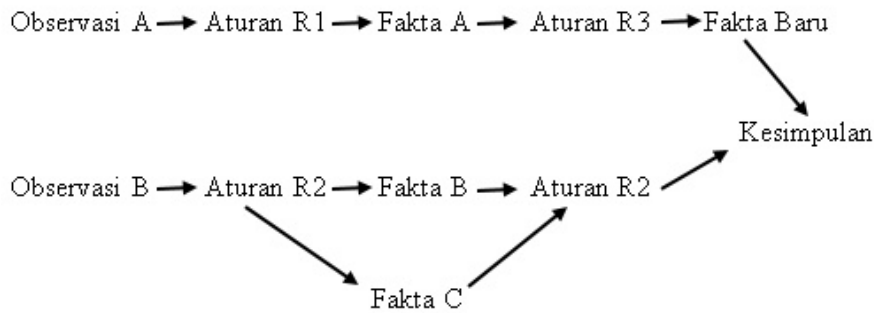 Observasi A Aturan R1 Fakta A Aturan R3 Fakta Baru
Kesimpulan
Observasi B Aturan R2 Fakta B Aturan R2
Fakta C